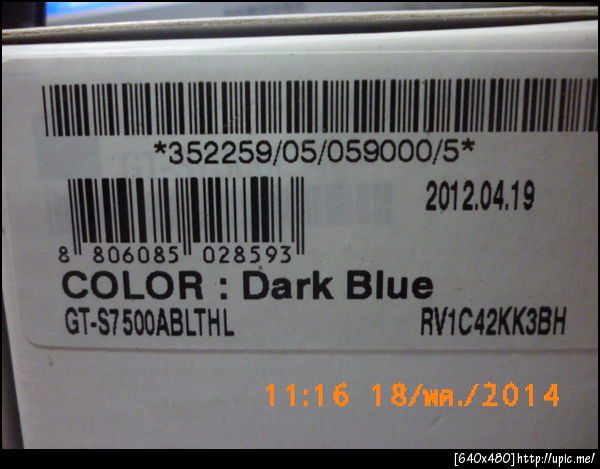 *352259/05/059000/5*
2012.04.19
8 806085 028593
COLOR : Dark Blue
GT-S7500ABLTHL RV1C42KK3BH
11:16 18/พค./2014
[640x480]http://upic.me/